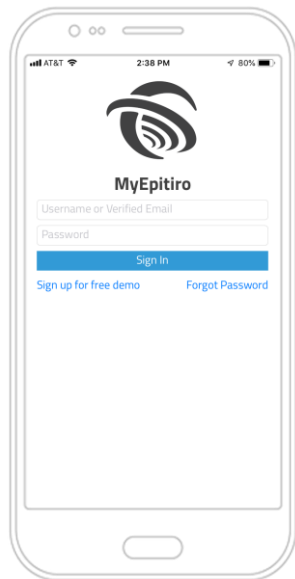 AT&T 2:38 PM 80%
MyEpitiro
Username or Verified Email
Password
Sign In
Sign up for free demo Forgot Password